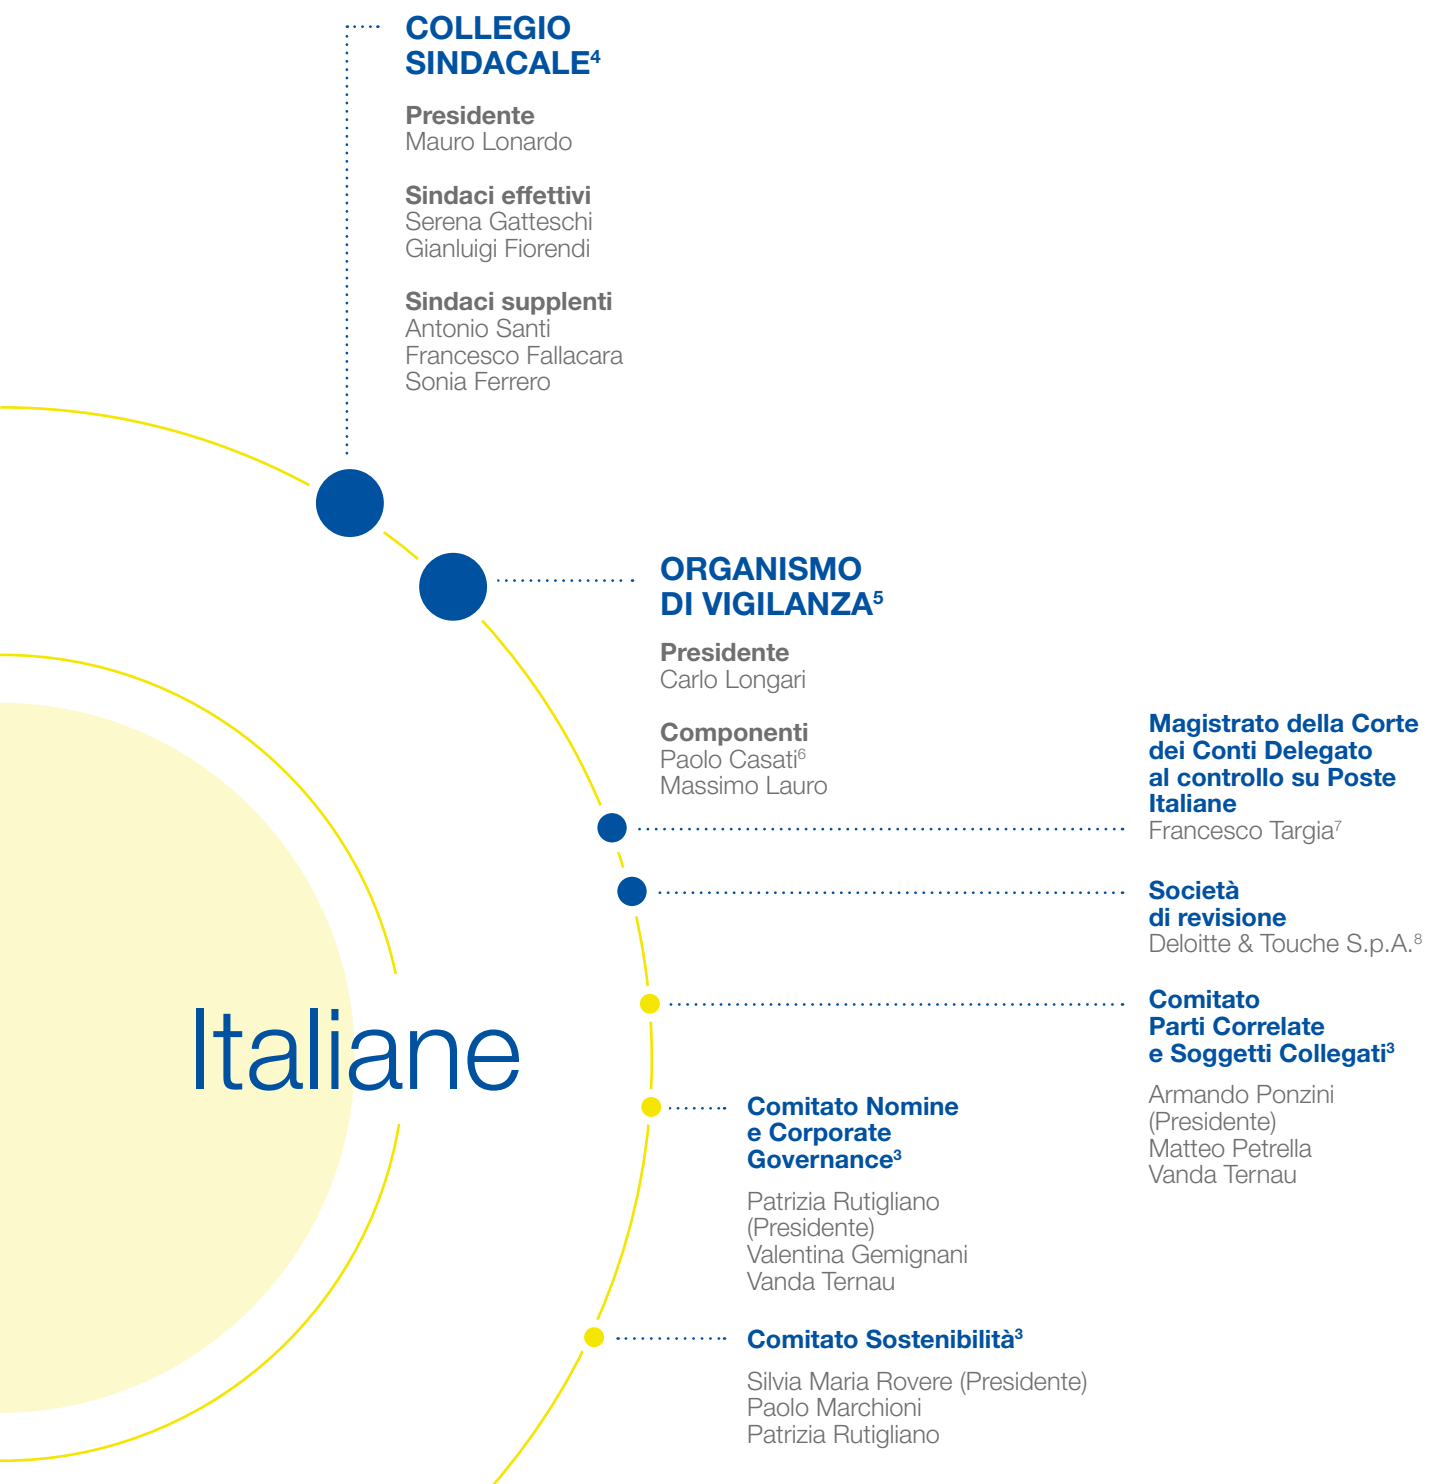 COLLEGIO
SINDACALE⁴
Presidente
Mauro Lonardo
Sindaci effettivi
Serena Gatteschi
Gianluigi Fiorendi
Sindaci supplenti
Antonio Santi
Francesco Fallacara
Sonia Ferrero
ORGANISMO
DI VIGILANZA⁵
Presidente
Carlo Longari
Componenti
Paolo Casati⁶
Massimo Lauro
Magistrato della Corte
dei Conti Delegato
al controllo su Poste
Italiane
Francesco Targia⁷
Società
di revisione
Deloitte & Touche S.p.A.⁸
Comitato
Parti Correlate
e Soggetti Collegati³
Armando Ponzini
(Presidente)
Matteo Petrella
Vanda Ternau
Italiane
Comitato Nomine
e Corporate
Governance³
Patrizia Rutigliano
(Presidente)
Valentina Gemignani
Vanda Ternau
Comitato Sostenibilità³
Silvia Maria Rovere (Presidente)
Paolo Marchioni
Patrizia Rutigliano